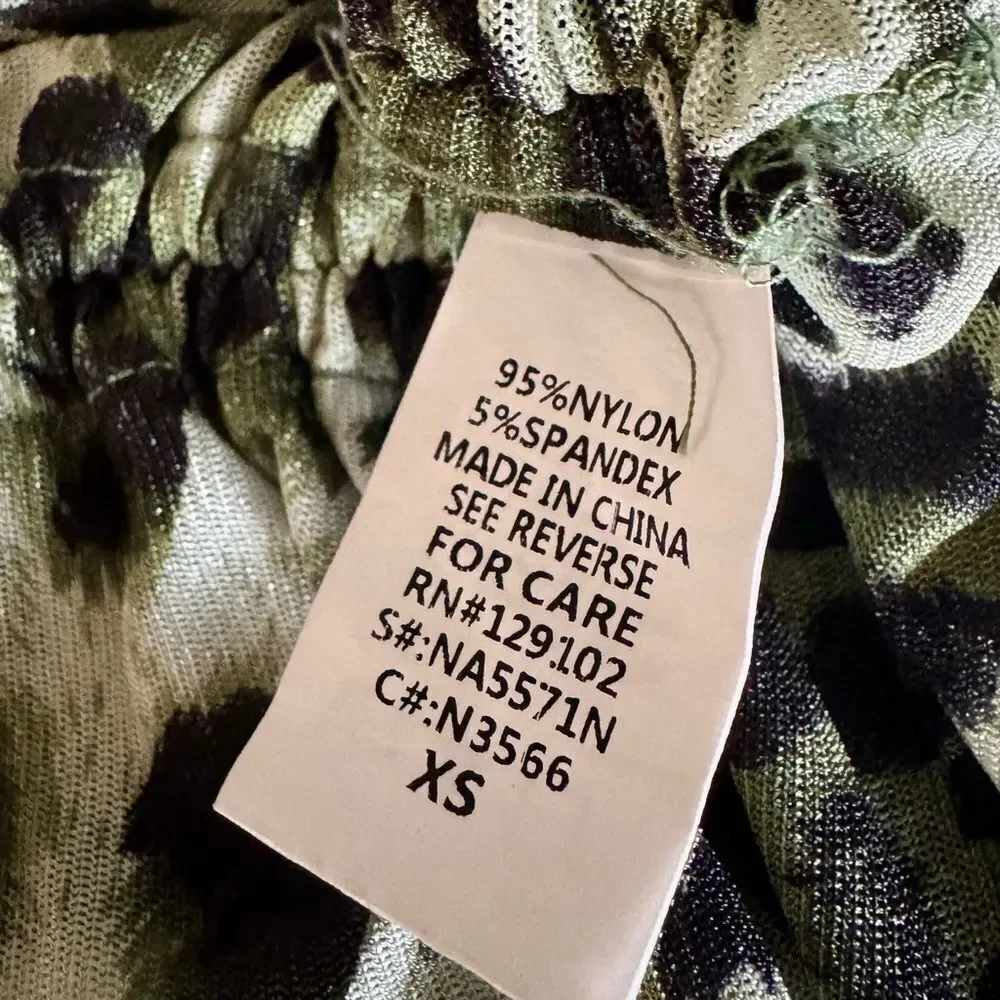 95%NYLON
5%SPANDEX
MADE IN CHINA
SEE REVERSE
FOR CARE
RN#129102
S#:NA5571N
C#:N3566
XS